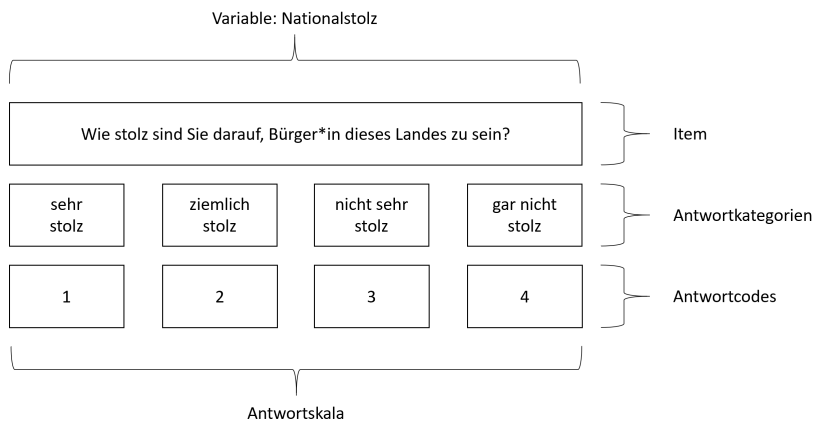 Variable: Nationalstolz
Wie stolz sind Sie darauf, Bürger*in dieses Landes zu sein?
Item
sehr
stolz
ziemlich
stolz
nicht sehr
stolz
gar nicht
stolz
Antwortkategorien
1
2
3
4
Antwortcodes
Antwortskala